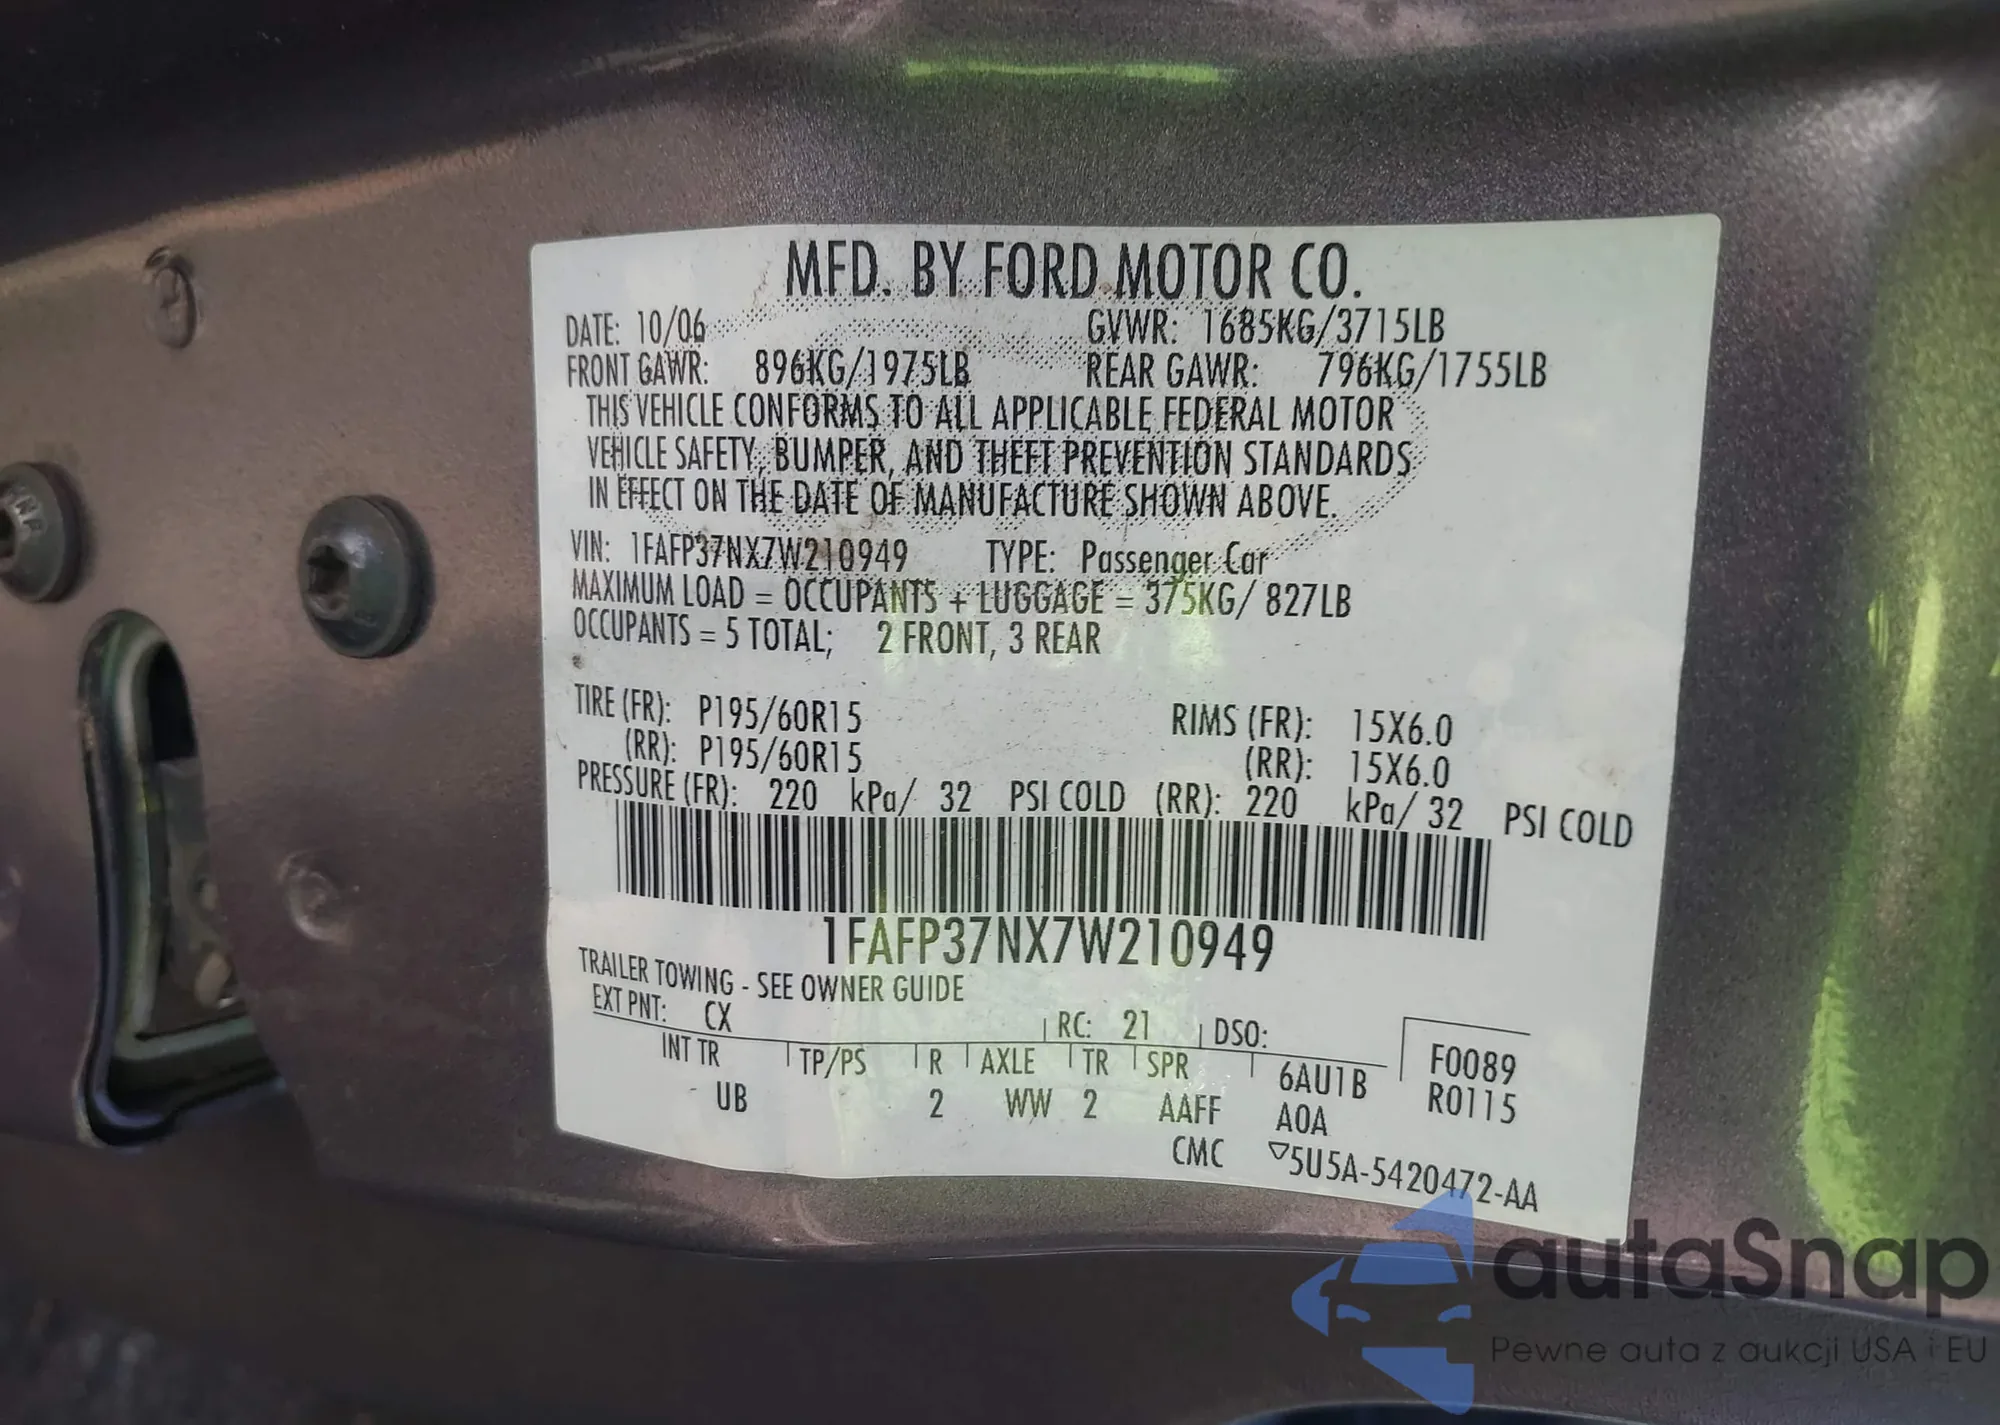 MFD. BY FORD MOTOR CO.
DATE: 10/06 GVWR: 1685KG/3715LB
FRONT GAWR: 896KG/1975LB REAR GAWR: 796KG/1755LB
THIS VEHICLE CONFORMS TO ALL APPLICABLE FEDERAL MOTOR
VEHICLE SAFETY, BUMPER, AND THEFT PREVENTION STANDARDS
IN EFFECT ON THE DATE OF MANUFACTURE SHOWN ABOVE.
VIN: 1FAFP37NX7W210949 TYPE: Passenger Car
MAXIMUM LOAD = OCCUPANTS + LUGGAGE = 375KG/ 827LB
OCCUPANTS = 5 TOTAL; 2 FRONT, 3 REAR
TIRE (FR): P195/60R15 RIMS (FR): 15X6.0
(RR): P195/60R15 (RR): 15X6.0
PRESSURE (FR): 220 kPa/ 32 PSI COLD (RR): 220 kPa/ 32 PSI COLD
1FAFP37NX7W210949
TRAILER TOWING - SEE OWNER GUIDE
EXT PNT: CX RC: 21 DSO: F0089
INT TR TP/PS R AXLE TR SPR 6AU1B R0115
UB 2 WW 2 AAFF A0A
CMC ▽5U5A-5420472-AA
autaSnap
Pewne auta z aukcji USA i EU